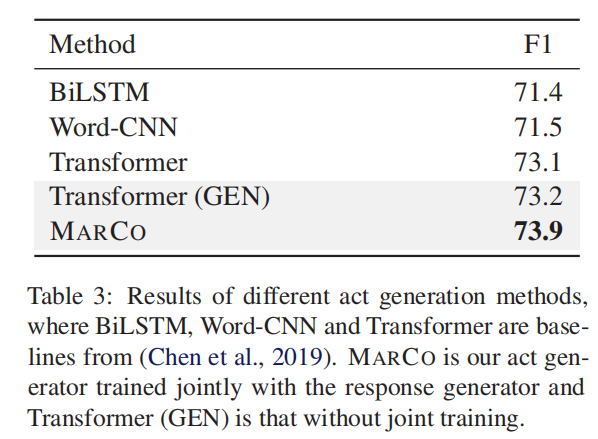 Method F1
BiLSTM 71.4
Word-CNN 71.5
Transformer 73.1
Transformer (GEN) 73.2
MARCO 73.9
Table 3: Results of different act generation methods,
where BiLSTM, Word-CNN and Transformer are base-
lines from (Chen et al., 2019). MARCO is our act gen-
erator trained jointly with the response generator and
Transformer (GEN) is that without joint training.